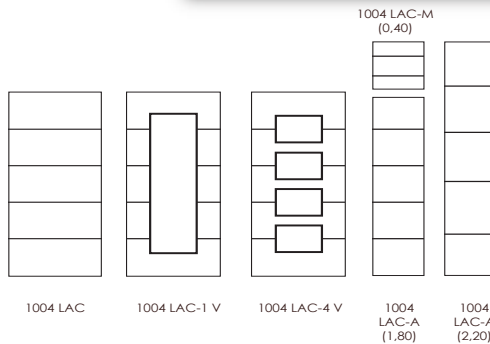 1004 LAC-M
(0,40)
1004 LAC
1004 LAC-1 V
1004 LAC-4 V
1004
LAC-A
(1,80)
1004
LAC-A
(2,20)